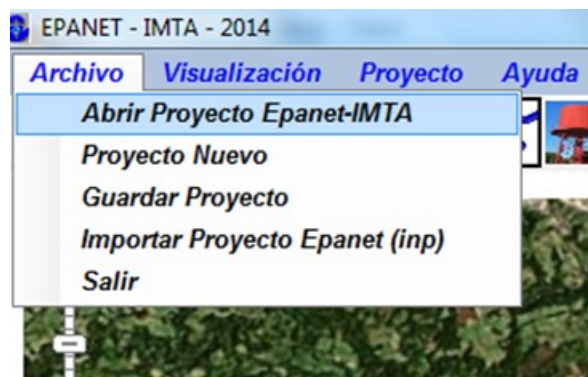 EPANET - IMTA - 2014
Archivo Visualización Proyecto Ayuda
Abrir Proyecto Epanet-IMTA
Proyecto Nuevo
Guardar Proyecto
Importar Proyecto Epanet (inp)
Salir